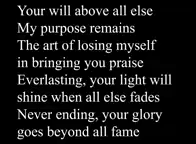 Your will above all else
My purpose remains
The art of losing myself
in bringing you praise
Everlasting, your light will
shine when all else fades
Never ending, your glory
goes beyond all fame